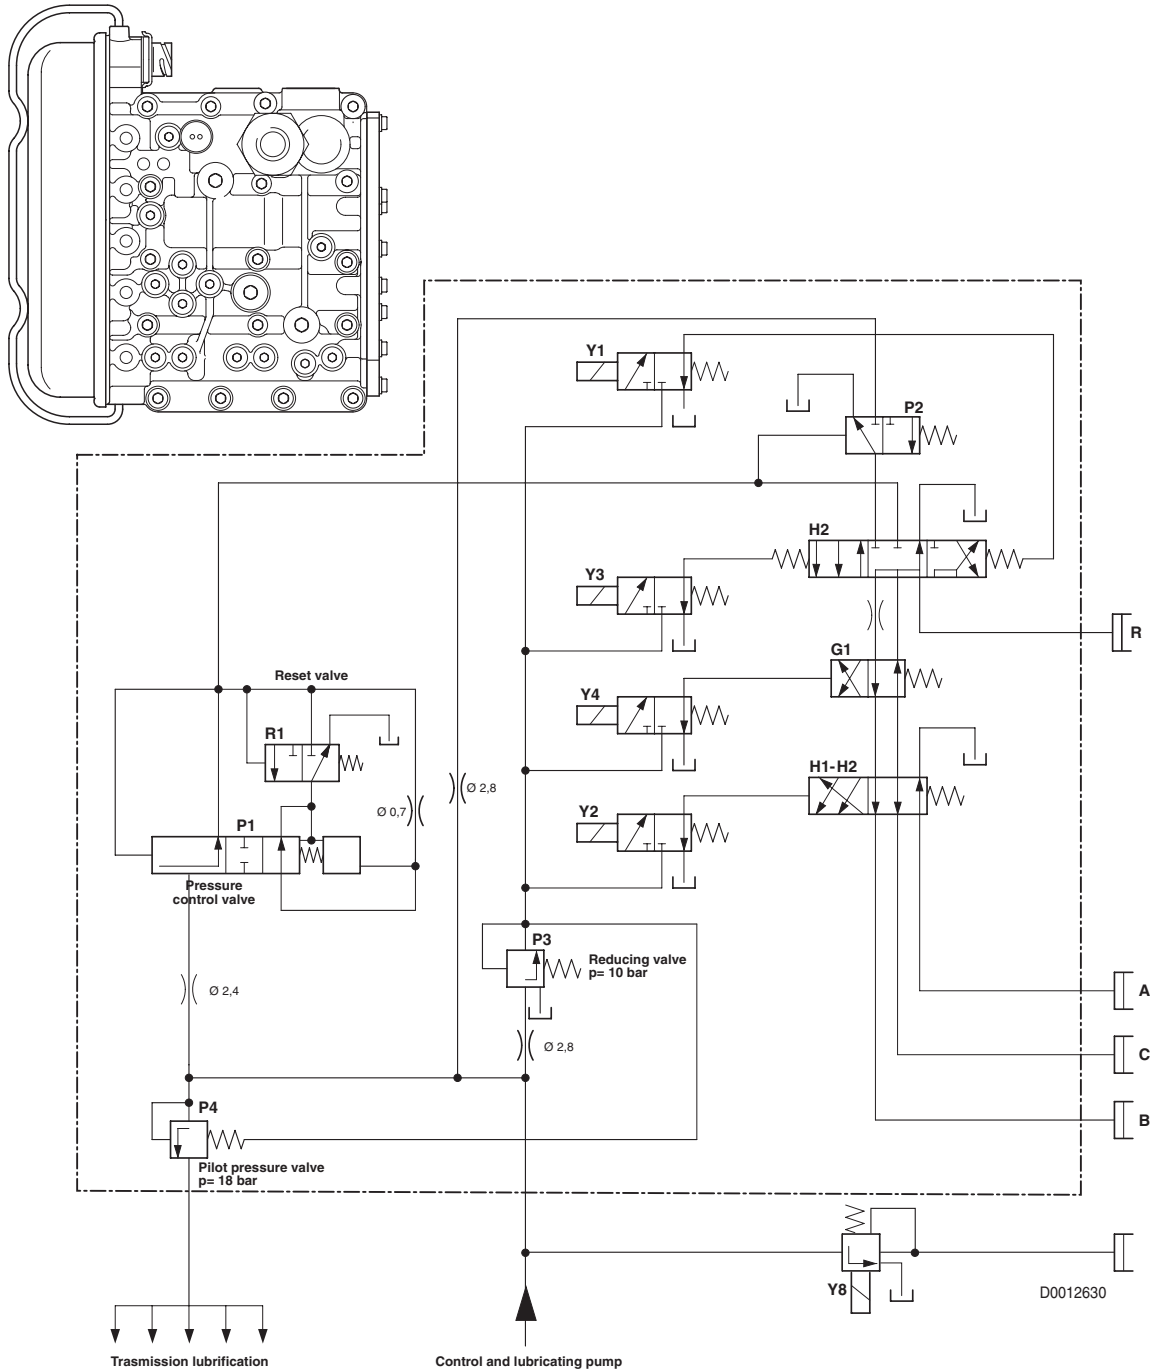 Y1
P2
H2
Y3
R
G1
Reset valve
Y4
R1
H1-H2
Ø 2,8
Ø 0,7
Y2
P1
Pressure
control valve
P3
Reducing valve
p= 10 bar
Ø 2,4
A
Ø 2,8
C
P4
B
Pilot pressure valve
p= 18 bar
Y8
D0012630
Trasmission lubrification
Control and lubricating pump